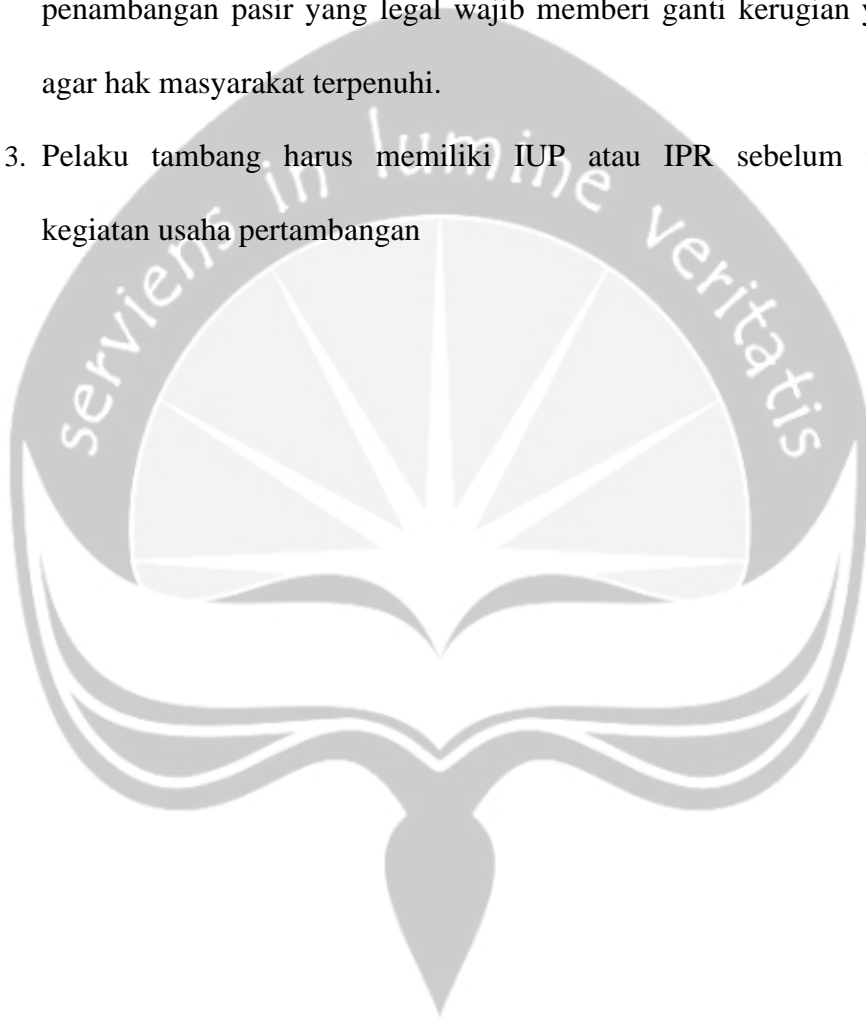 penambangan pasir yang legal wajib memberi ganti kerugian
agar hak masyarakat terpenuhi.
3. Pelaku tambang harus memiliki IUP atau IPR sebelum
kegiatan usaha pertambangan
serviens in lumine veritatis